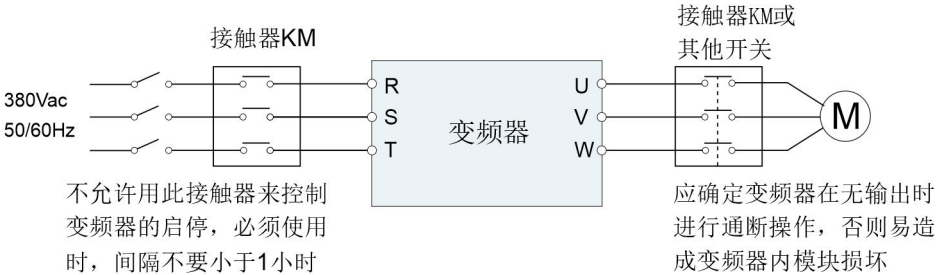 接触器KM
接触器KM或
其他开关
380Vac
50/60Hz
R
S
T
变频器
U
V
W
M
不允许用此接触器来控制
变频器的启停，必须使用
时，间隔不要小于1小时
应确定变频器在无输出时
进行通断操作，否则易造
成变频器内模块损坏